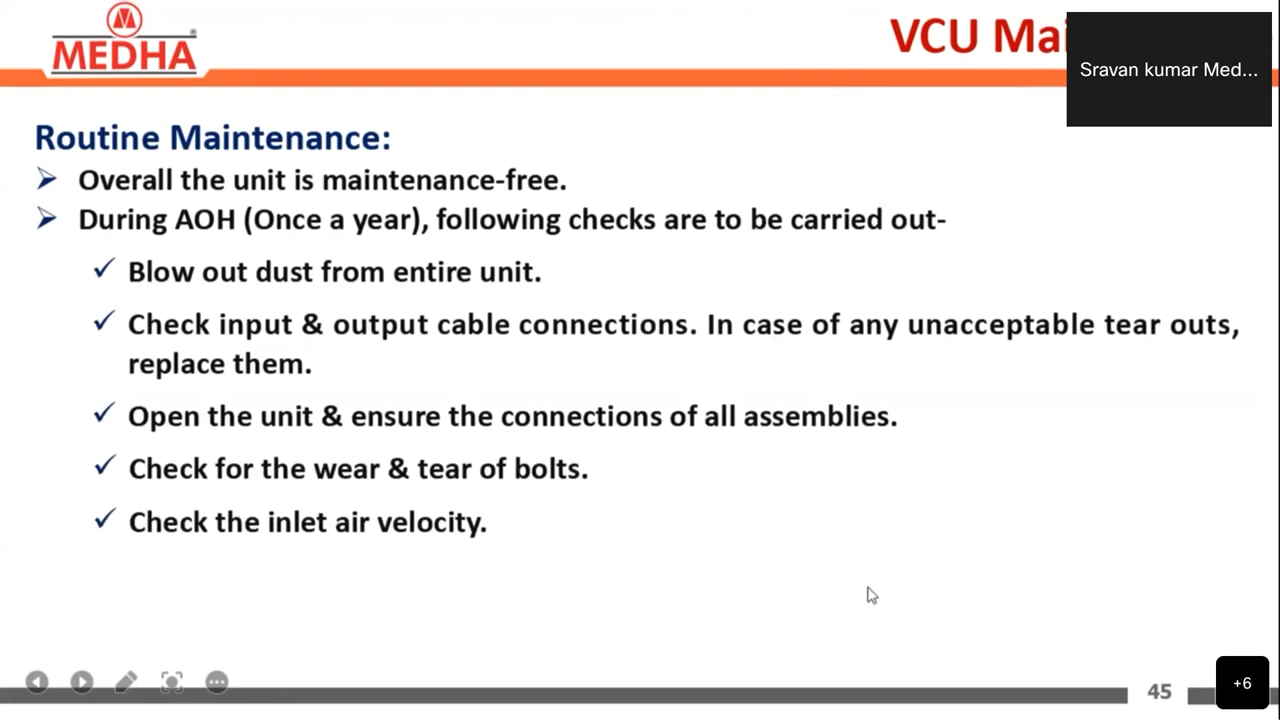 MEDHA
VCU Mai
Sravan kumar Med...
Routine Maintenance:
Overall the unit is maintenance-free.
During AOH (Once a year), following checks are to be carried out-
Blow out dust from entire unit.
Check input & output cable connections. In case of any unacceptable tear outs,
replace them.
Open the unit & ensure the connections of all assemblies.
Check for the wear & tear of bolts.
Check the inlet air velocity.
45
+6